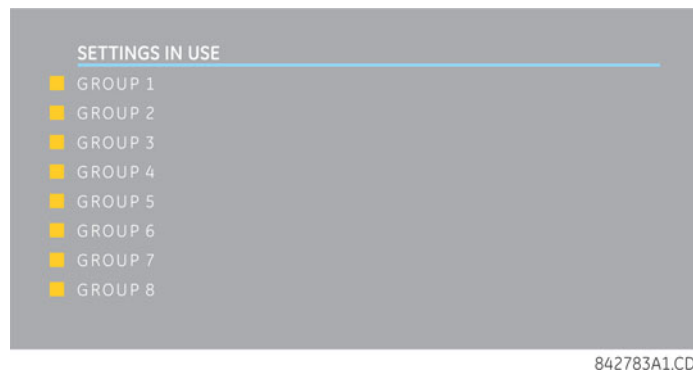 SETTINGS IN USE
GROUP 1
GROUP 2
GROUP 3
GROUP 4
GROUP 5
GROUP 6
GROUP 7
GROUP 8
842783A1.CD